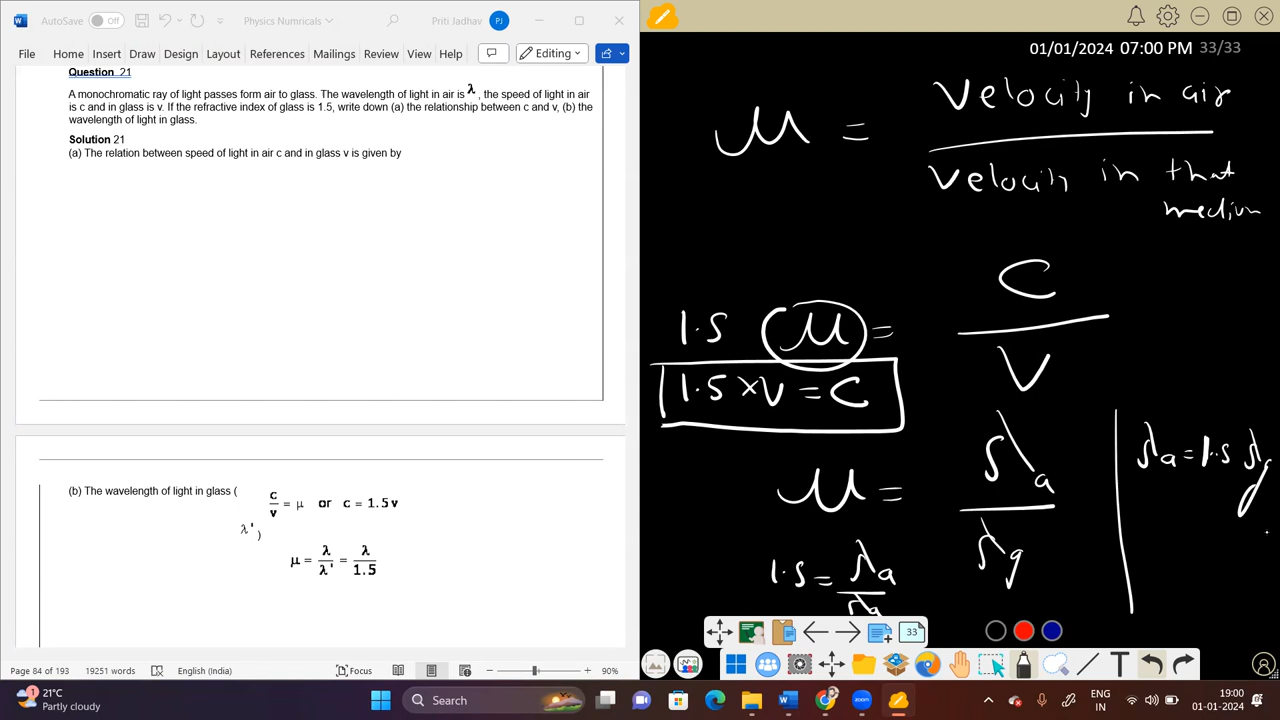 AutoSave Off Physics Numricals Priti Jadhav PJ
File Home Insert Draw Design Layout References Mailings Review View Help Editing
Question 21
A monochromatic ray of light passes form air to glass. The wavelength of light in air is λ , the speed of light in air
is c and in glass is v. If the refractive index of glass is 1.5, write down (a) the relationship between c and v, (b) the
wavelength of light in glass.
Solution 21
(a) The relation between speed of light in air c and in glass v is given by
(b) The wavelength of light in glass (
c/v = μ or c = 1.5v
λ' )
μ = λ/λ' = λ/1.5
Page 141 of 193 19251 words English (India) Focus 90%
01/01/2024 07:00 PM 33/33
μ = Velocity in air
Velocity in that
medium
1.5 μ = C
V
1.5 × V = C
μ = λa
λg
λa = 1.5 λg
1.5 = λa
33
21°C
Partly cloudy
Search
ENG
IN
19:00
01-01-2024